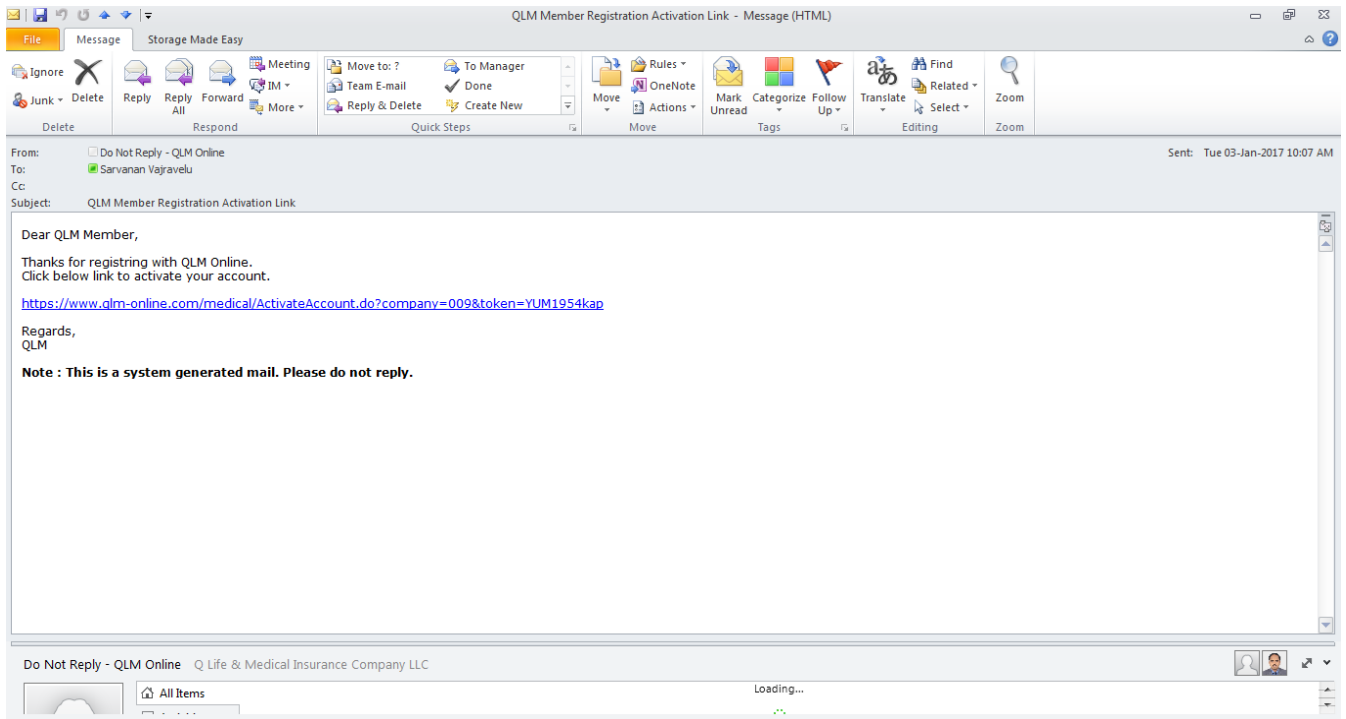 QLM Member Registration Activation Link - Message (HTML)
File Message Storage Made Easy
Ignore
Junk
Delete
Reply
Reply All
Forward
Meeting
IM
More
Move to: ?
Team E-mail
Reply & Delete
To Manager
Done
Create New
Move
Rules
OneNote
Actions
Mark Unread
Categorize
Follow Up
Translate
Find
Related
Select
Zoom
Delete Respond Quick Steps Move Tags Editing Zoom
From: Do Not Reply - QLM Online Sent: Tue 03-Jan-2017 10:07 AM
To: Sarvanan Vajravelu
Cc:
Subject: QLM Member Registration Activation Link
Dear QLM Member,
Thanks for registring with QLM Online.
Click below link to activate your account.
https://www.qlm-online.com/medical/ActivateAccount.do?company=009&token=YUM1954kap
Regards,
QLM
Note : This is a system generated mail. Please do not reply.
Do Not Reply - QLM Online Q Life & Medical Insurance Company LLC
All Items
Loading...